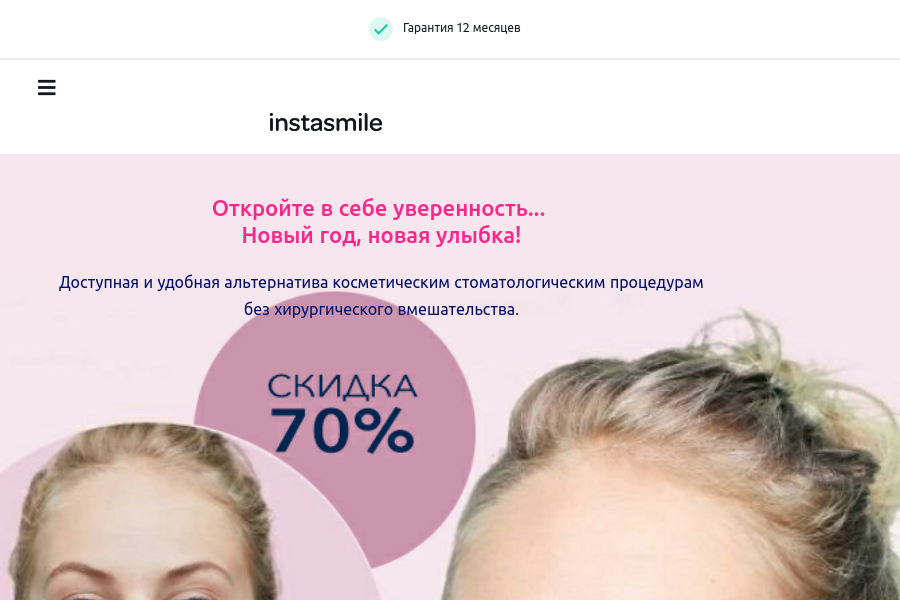 Гарантия 12 месяцев
instasmile
Откройте в себе уверенность...
Новый год, новая улыбка!
Доступная и удобная альтернатива косметическим стоматологическим процедурам
без хирургического вмешательства.
СКИДКА
70%